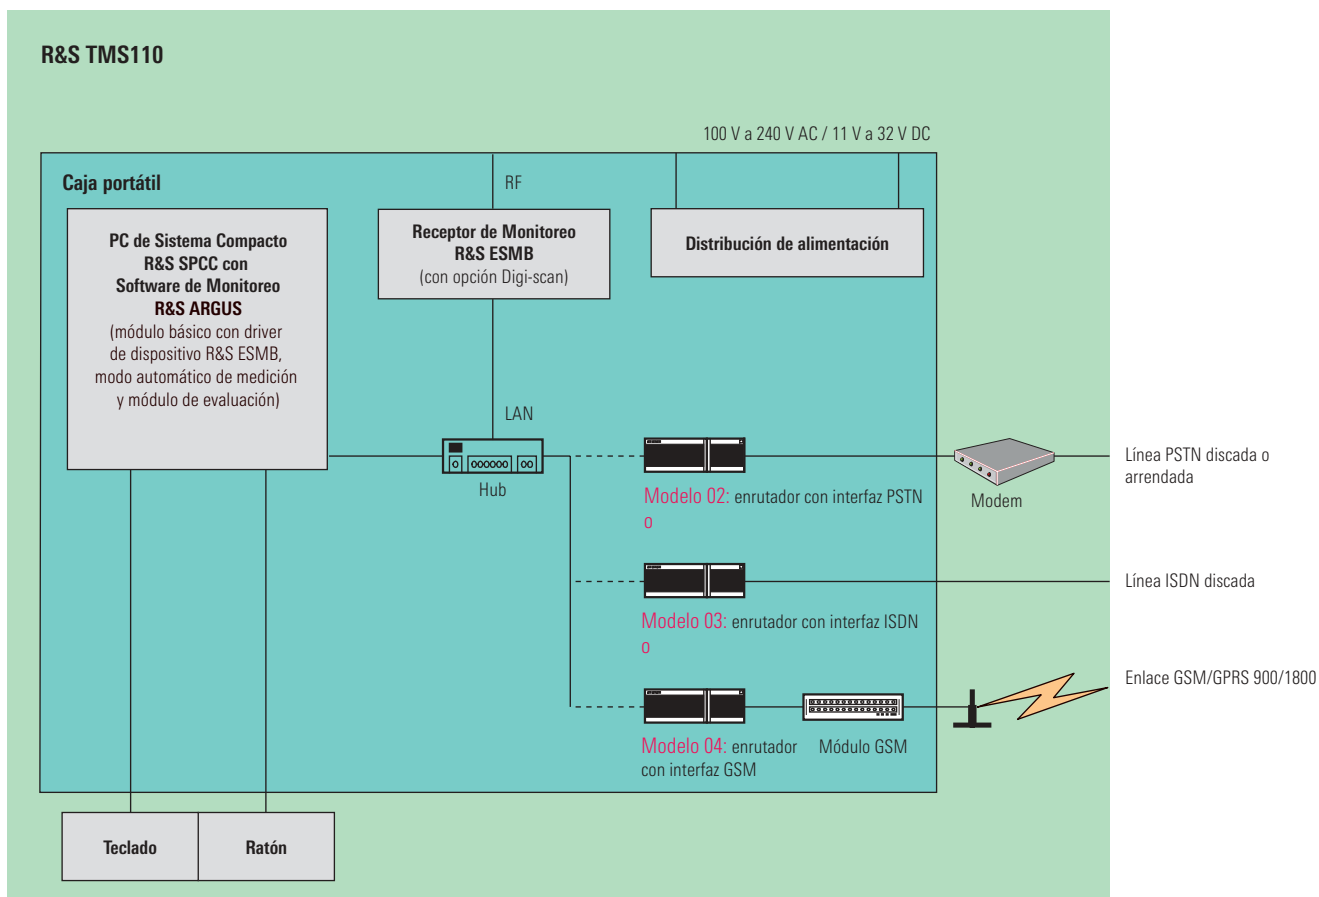 R&S TMS110
100 V a 240 V AC / 11 V a 32 V DC
Caja portátil
RF
PC de Sistema Compacto
R&S SPCC con
Software de Monitoreo
R&S ARGUS
(módulo básico con driver
de dispositivo R&S ESMB,
modo automático de medición
y módulo de evaluación)
Receptor de Monitoreo
R&S ESMB
(con opción Digi-scan)
Distribución de alimentación
LAN
Hub
Modelo 02: enrutador con interfaz PSTN
o
Modem
Línea PSTN discada o
arrendada
Modelo 03: enrutador con interfaz ISDN
o
Línea ISDN discada
Modelo 04: enrutador
con interfaz GSM
Módulo GSM
Enlace GSM/GPRS 900/1800
Teclado
Ratón